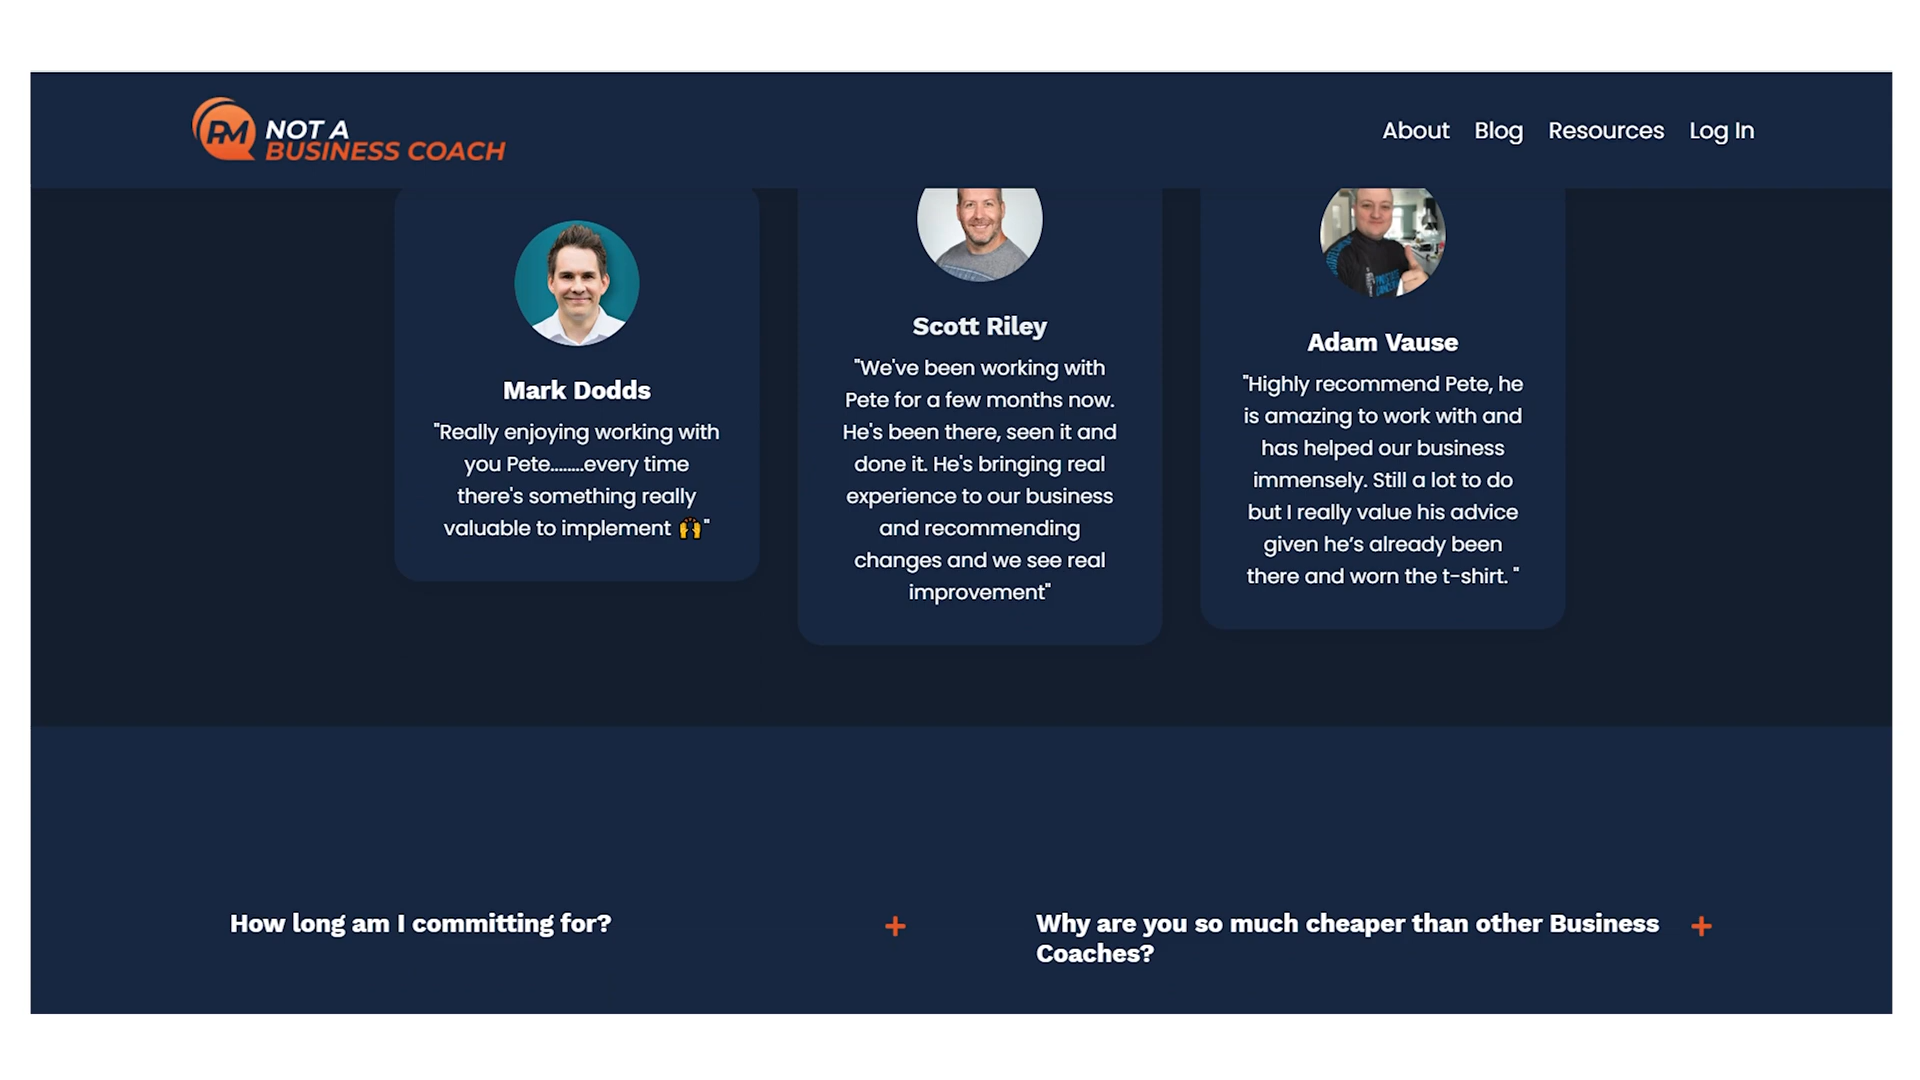 PM NOT A
BUSINESS COACH
About Blog Resources Log In
Mark Dodds
"Really enjoying working with
you Pete........every time
there's something really
valuable to implement 🙌"
Scott Riley
"We've been working with
Pete for a few months now.
He's been there, seen it and
done it. He's bringing real
experience to our business
and recommending
changes and we see real
improvement"
Adam Vause
"Highly recommend Pete, he
is amazing to work with and
has helped our business
immensely. Still a lot to do
but I really value his advice
given he’s already been
there and worn the t-shirt. "
How long am I committing for? +
Why are you so much cheaper than other Business +
Coaches?